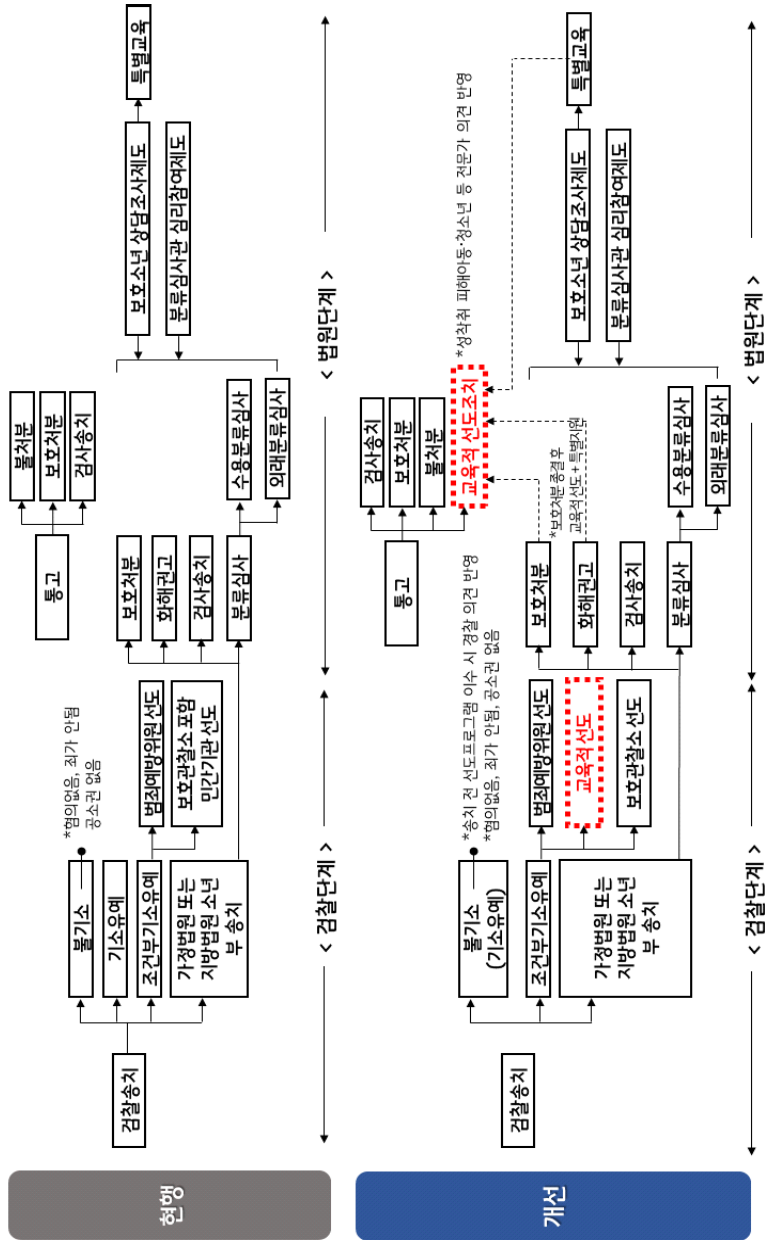 현행
검찰송치
불기소
기소유예
조건부기소유예
가정법원 또는
지방법원 소년
부 송치
*혐의없음, 죄가 안됨
공소권 없음
범죄예방위원 선도
보호관찰소 포함
민간기관 선도
< 검찰단계 >
통고
불처분
보호처분
검사송치
보호처분
화해권고
검사송치
분류심사
수용분류심사
외래분류심사
보호소년 상담조사제도
분류심사관 심리참여제도
특별교육
< 법원단계 >
개선
검찰송치
불기소
(기소유예)
조건부기소유예
가정법원 또는
지방법원 소년
부 송치
*송치 전 선도프로그램 이수 시 경찰 의견 반영
*혐의없음, 죄가 안됨, 공소권 없음
범죄예방위원 선도
교육적 선도
보호관찰소 선도
< 검찰단계 >
통고
검사송치
보호처분
불처분
교육적 선도조치
*성착취 피해아동·청소년 등 전문가 의견 반영
보호처분
화해권고
검사송치
분류심사
*보호처분 종결후
교육적선도 + 특별지원
수용분류심사
외래분류심사
보호소년 상담조사제도
분류심사관 심리참여제도
특별교육
< 법원단계 >